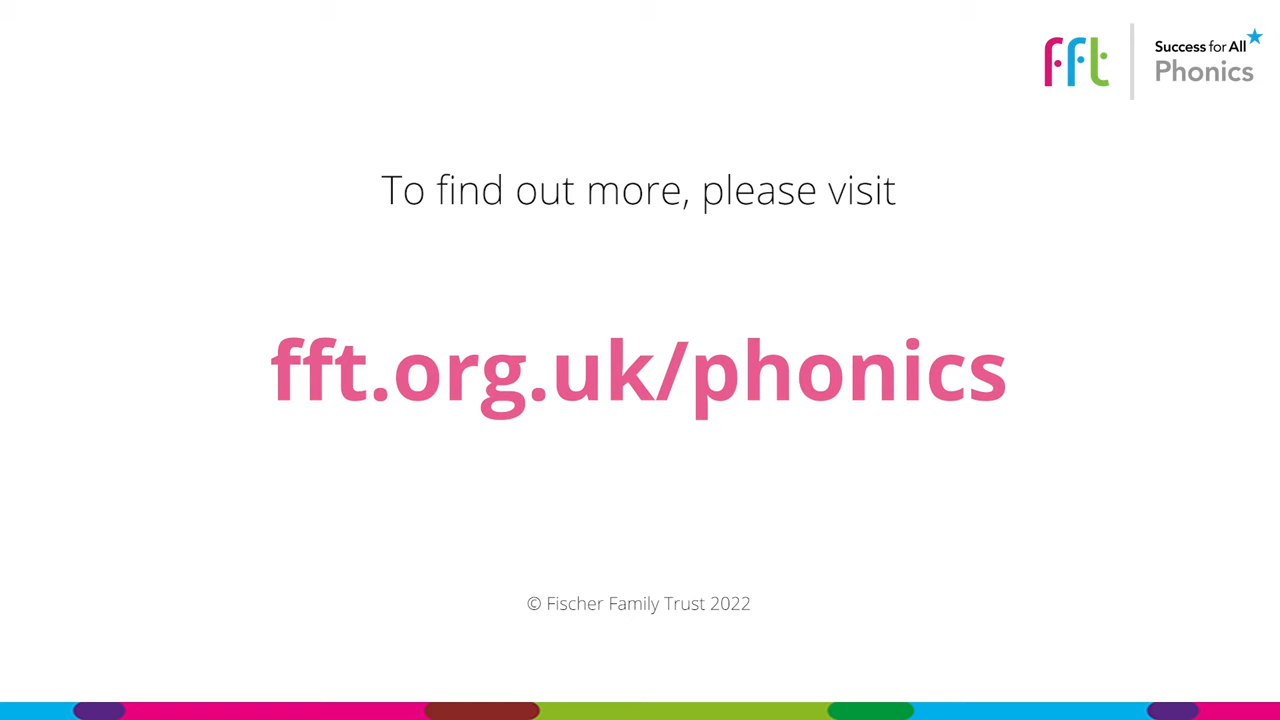 fft
Success for All
Phonics
To find out more, please visit
fft.org.uk/phonics
© Fischer Family Trust 2022